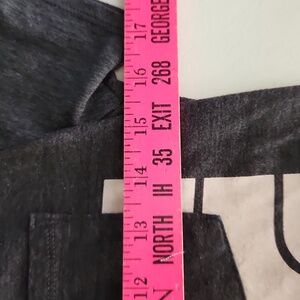 12 13 14 15 16 17
NORTH IH 35 EXIT 268 GEORGE